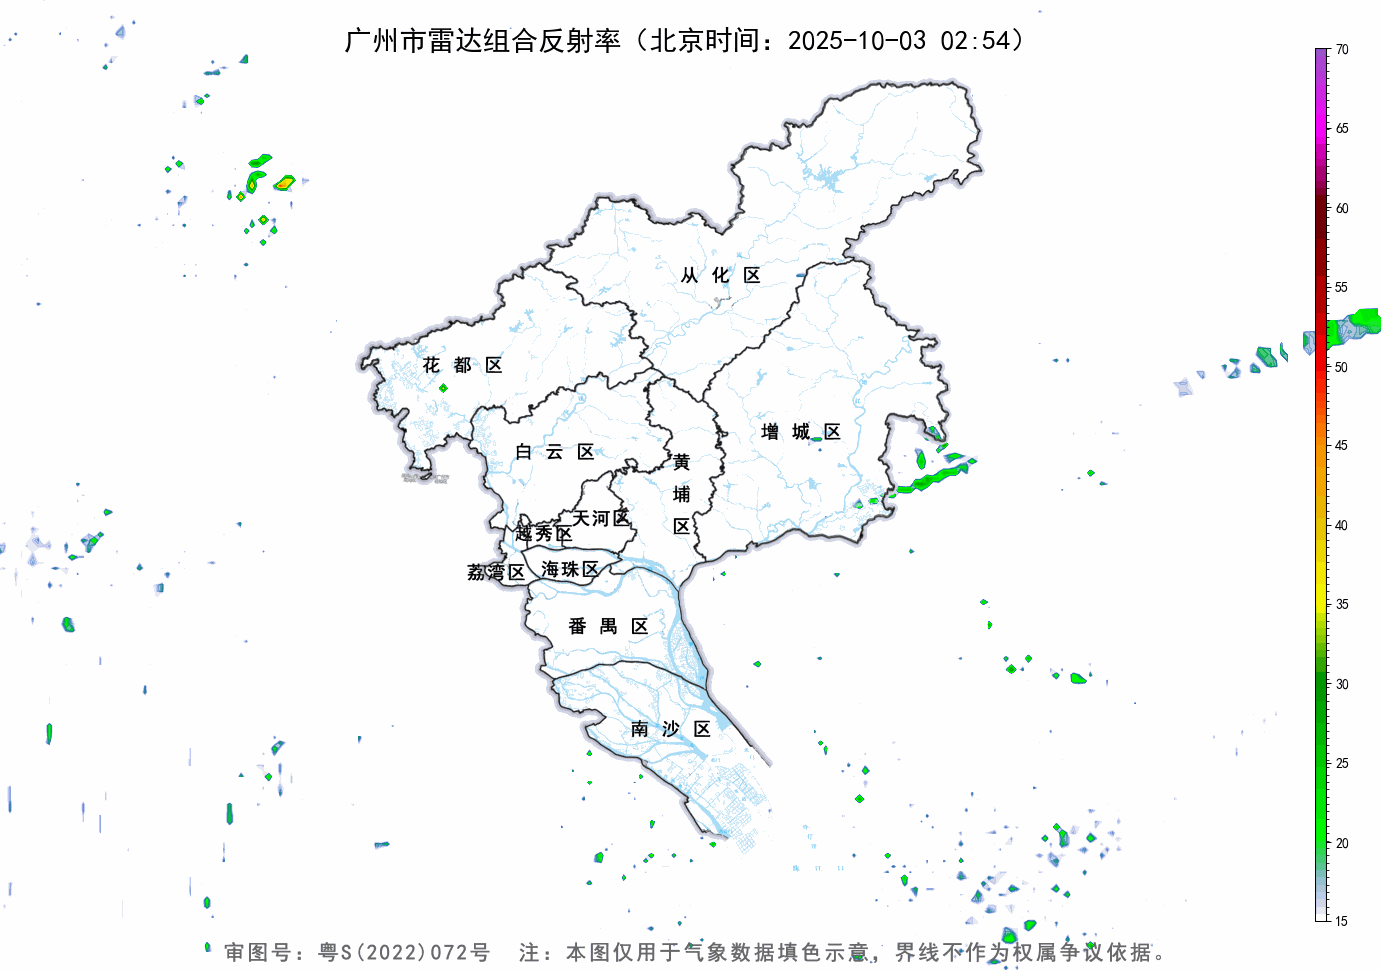 广州市雷达组合反射率（北京时间：2025-10-03 02:54）
70
65
60
55
50
45
40
35
30
25
20
15
从化区
花都区
增城区
白云区
黄埔区
天河区
越秀区
荔湾区
海珠区
番禺区
南沙区
审图号：粤S(2022)072号 注：本图仅用于气象数据填色示意，界线不作为权属争议依据。